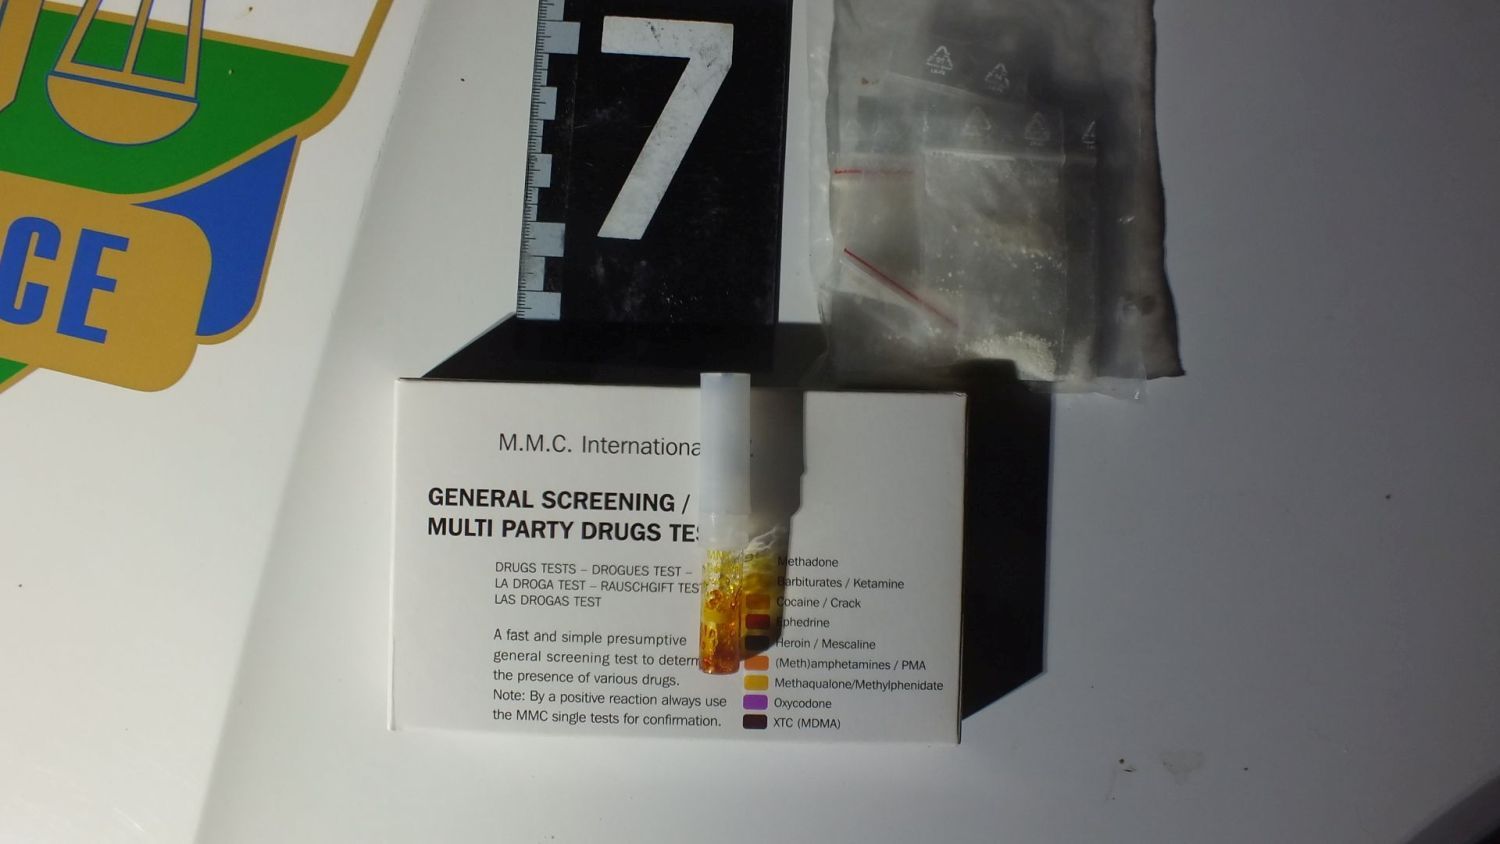 CE
7
M.M.C. Internationa
GENERAL SCREENING /
MULTI PARTY DRUGS TES
DRUGS TESTS – DROGUES TEST –
LA DROGA TEST – RAUSCHGIFT TEST
LAS DROGAS TEST
A fast and simple presumptive
general screening test to determ
the presence of various drugs.
Note: By a positive reaction always use
the MMC single tests for confirmation.
Methadone
Barbiturates / Ketamine
Cocaine / Crack
Ephedrine
Heroin / Mescaline
(Meth)amphetamines / PMA
Methaqualone/Methylphenidate
Oxycodone
XTC (MDMA)